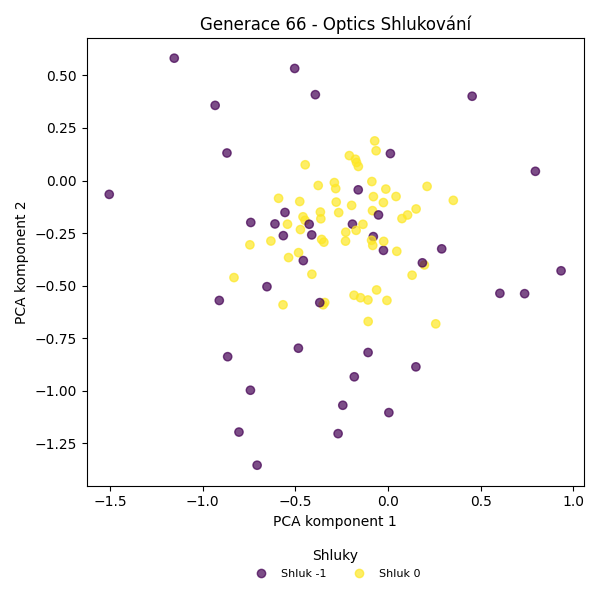 Generace 66 - Optics Shlukování
0.50
0.25
0.00
−0.25
−0.50
−0.75
−1.00
−1.25
PCA komponent 2
−1.5 −1.0 −0.5 0.0 0.5 1.0
PCA komponent 1
Shluky
Shluk -1 Shluk 0